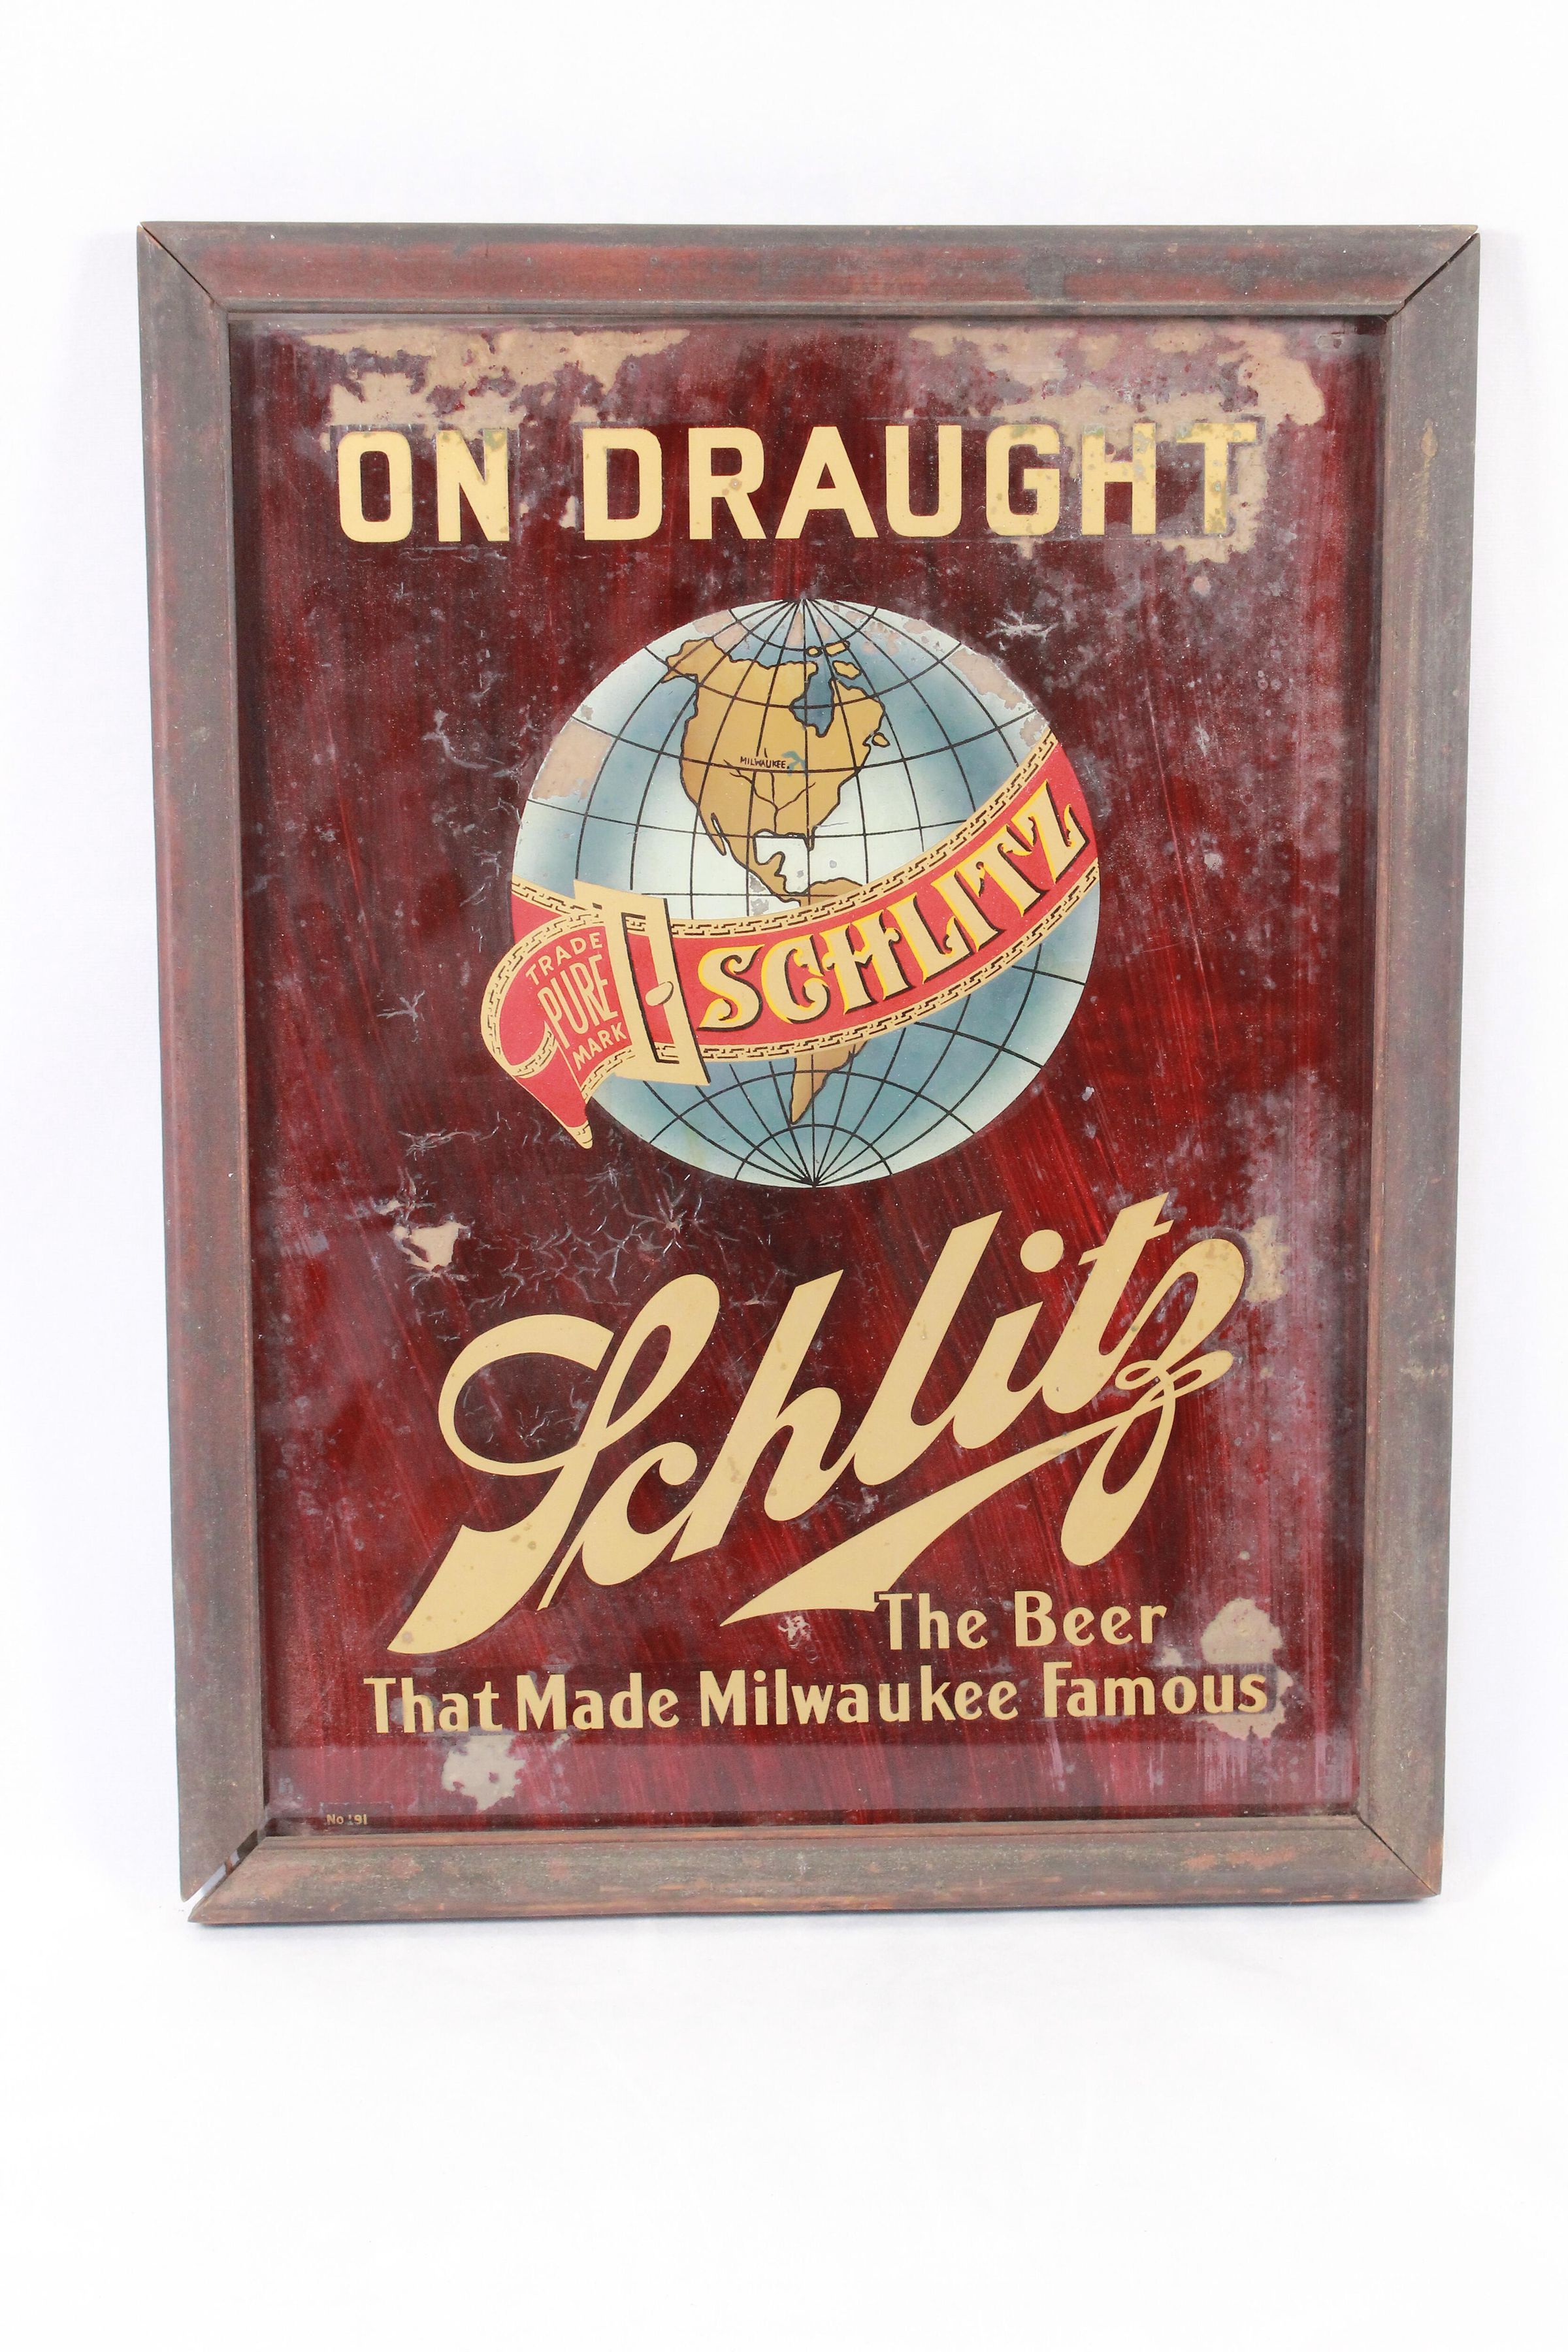 ON DRAUGHT
MILWAUKEE.
SCHLITZ
TRADE
PURE
MARK
Schlitz
The Beer
That Made Milwaukee Famous
No 191